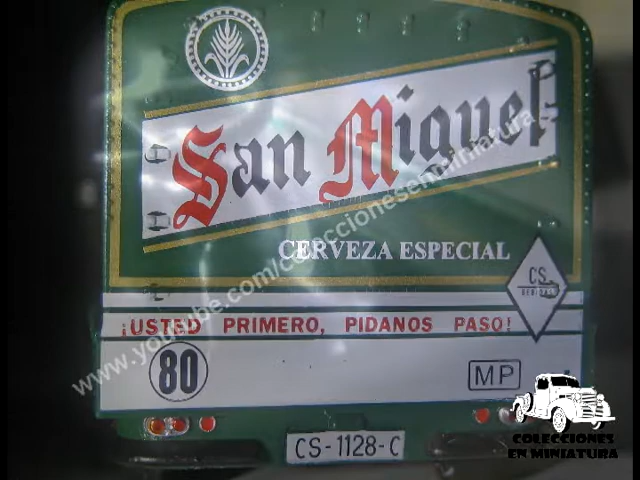 San Miguel
CERVEZA ESPECIAL
CS
¡USTED PRIMERO, PIDANOS PASO!
80
MP
CS-1128-C
www.youtube.com/coleccionesenminiatura
COLECCIONES
EN MINIATURA